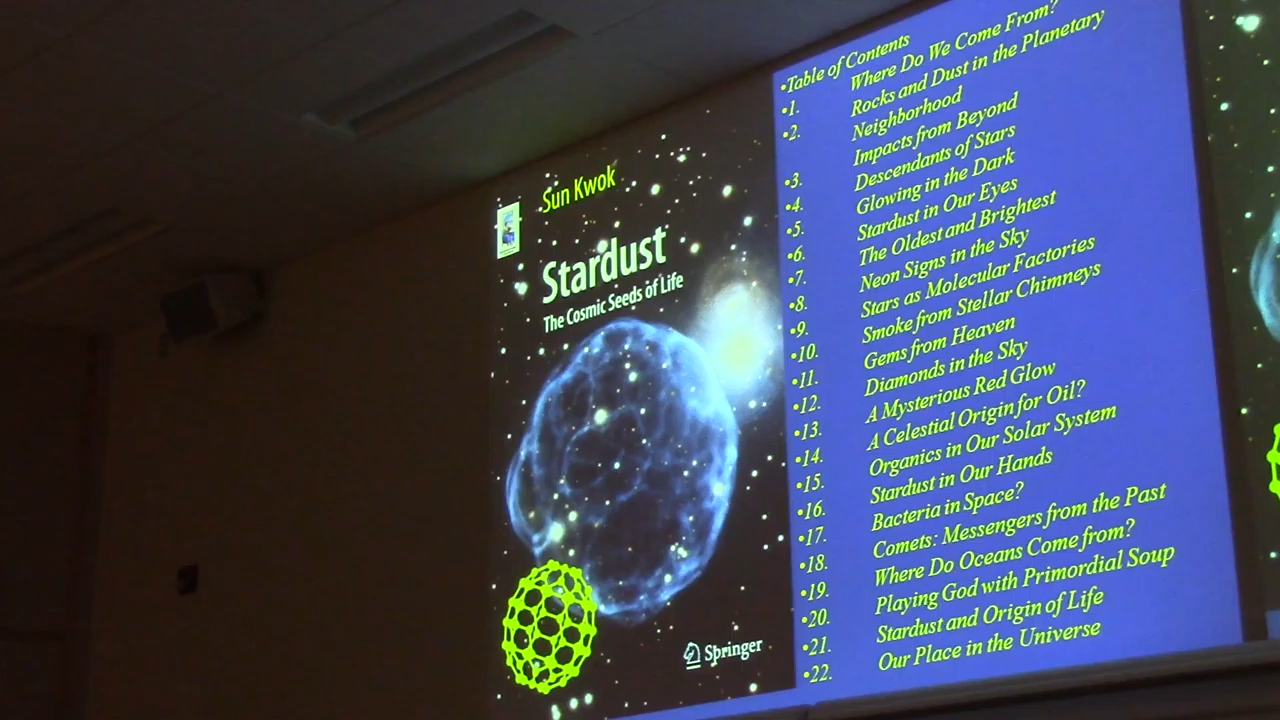 Sun Kwok
Stardust
The Cosmic Seeds of Life
Springer
•Table of Contents
•1. Where Do We Come From?
•2. Rocks and Dust in the Planetary
Neighborhood
•3. Impacts from Beyond
•4. Descendants of Stars
•5. Glowing in the Dark
•6. Stardust in Our Eyes
•7. The Oldest and Brightest
•8. Neon Signs in the Sky
•9. Stars as Molecular Factories
•10. Smoke from Stellar Chimneys
•11. Gems from Heaven
•12. Diamonds in the Sky
•13. A Mysterious Red Glow
•14. A Celestial Origin for Oil?
•15. Organics in Our Solar System
•16. Stardust in Our Hands
•17. Bacteria in Space?
•18. Comets: Messengers from the Past
•19. Where Do Oceans Come from?
•20. Playing God with Primordial Soup
•21. Stardust and Origin of Life
•22. Our Place in the Universe